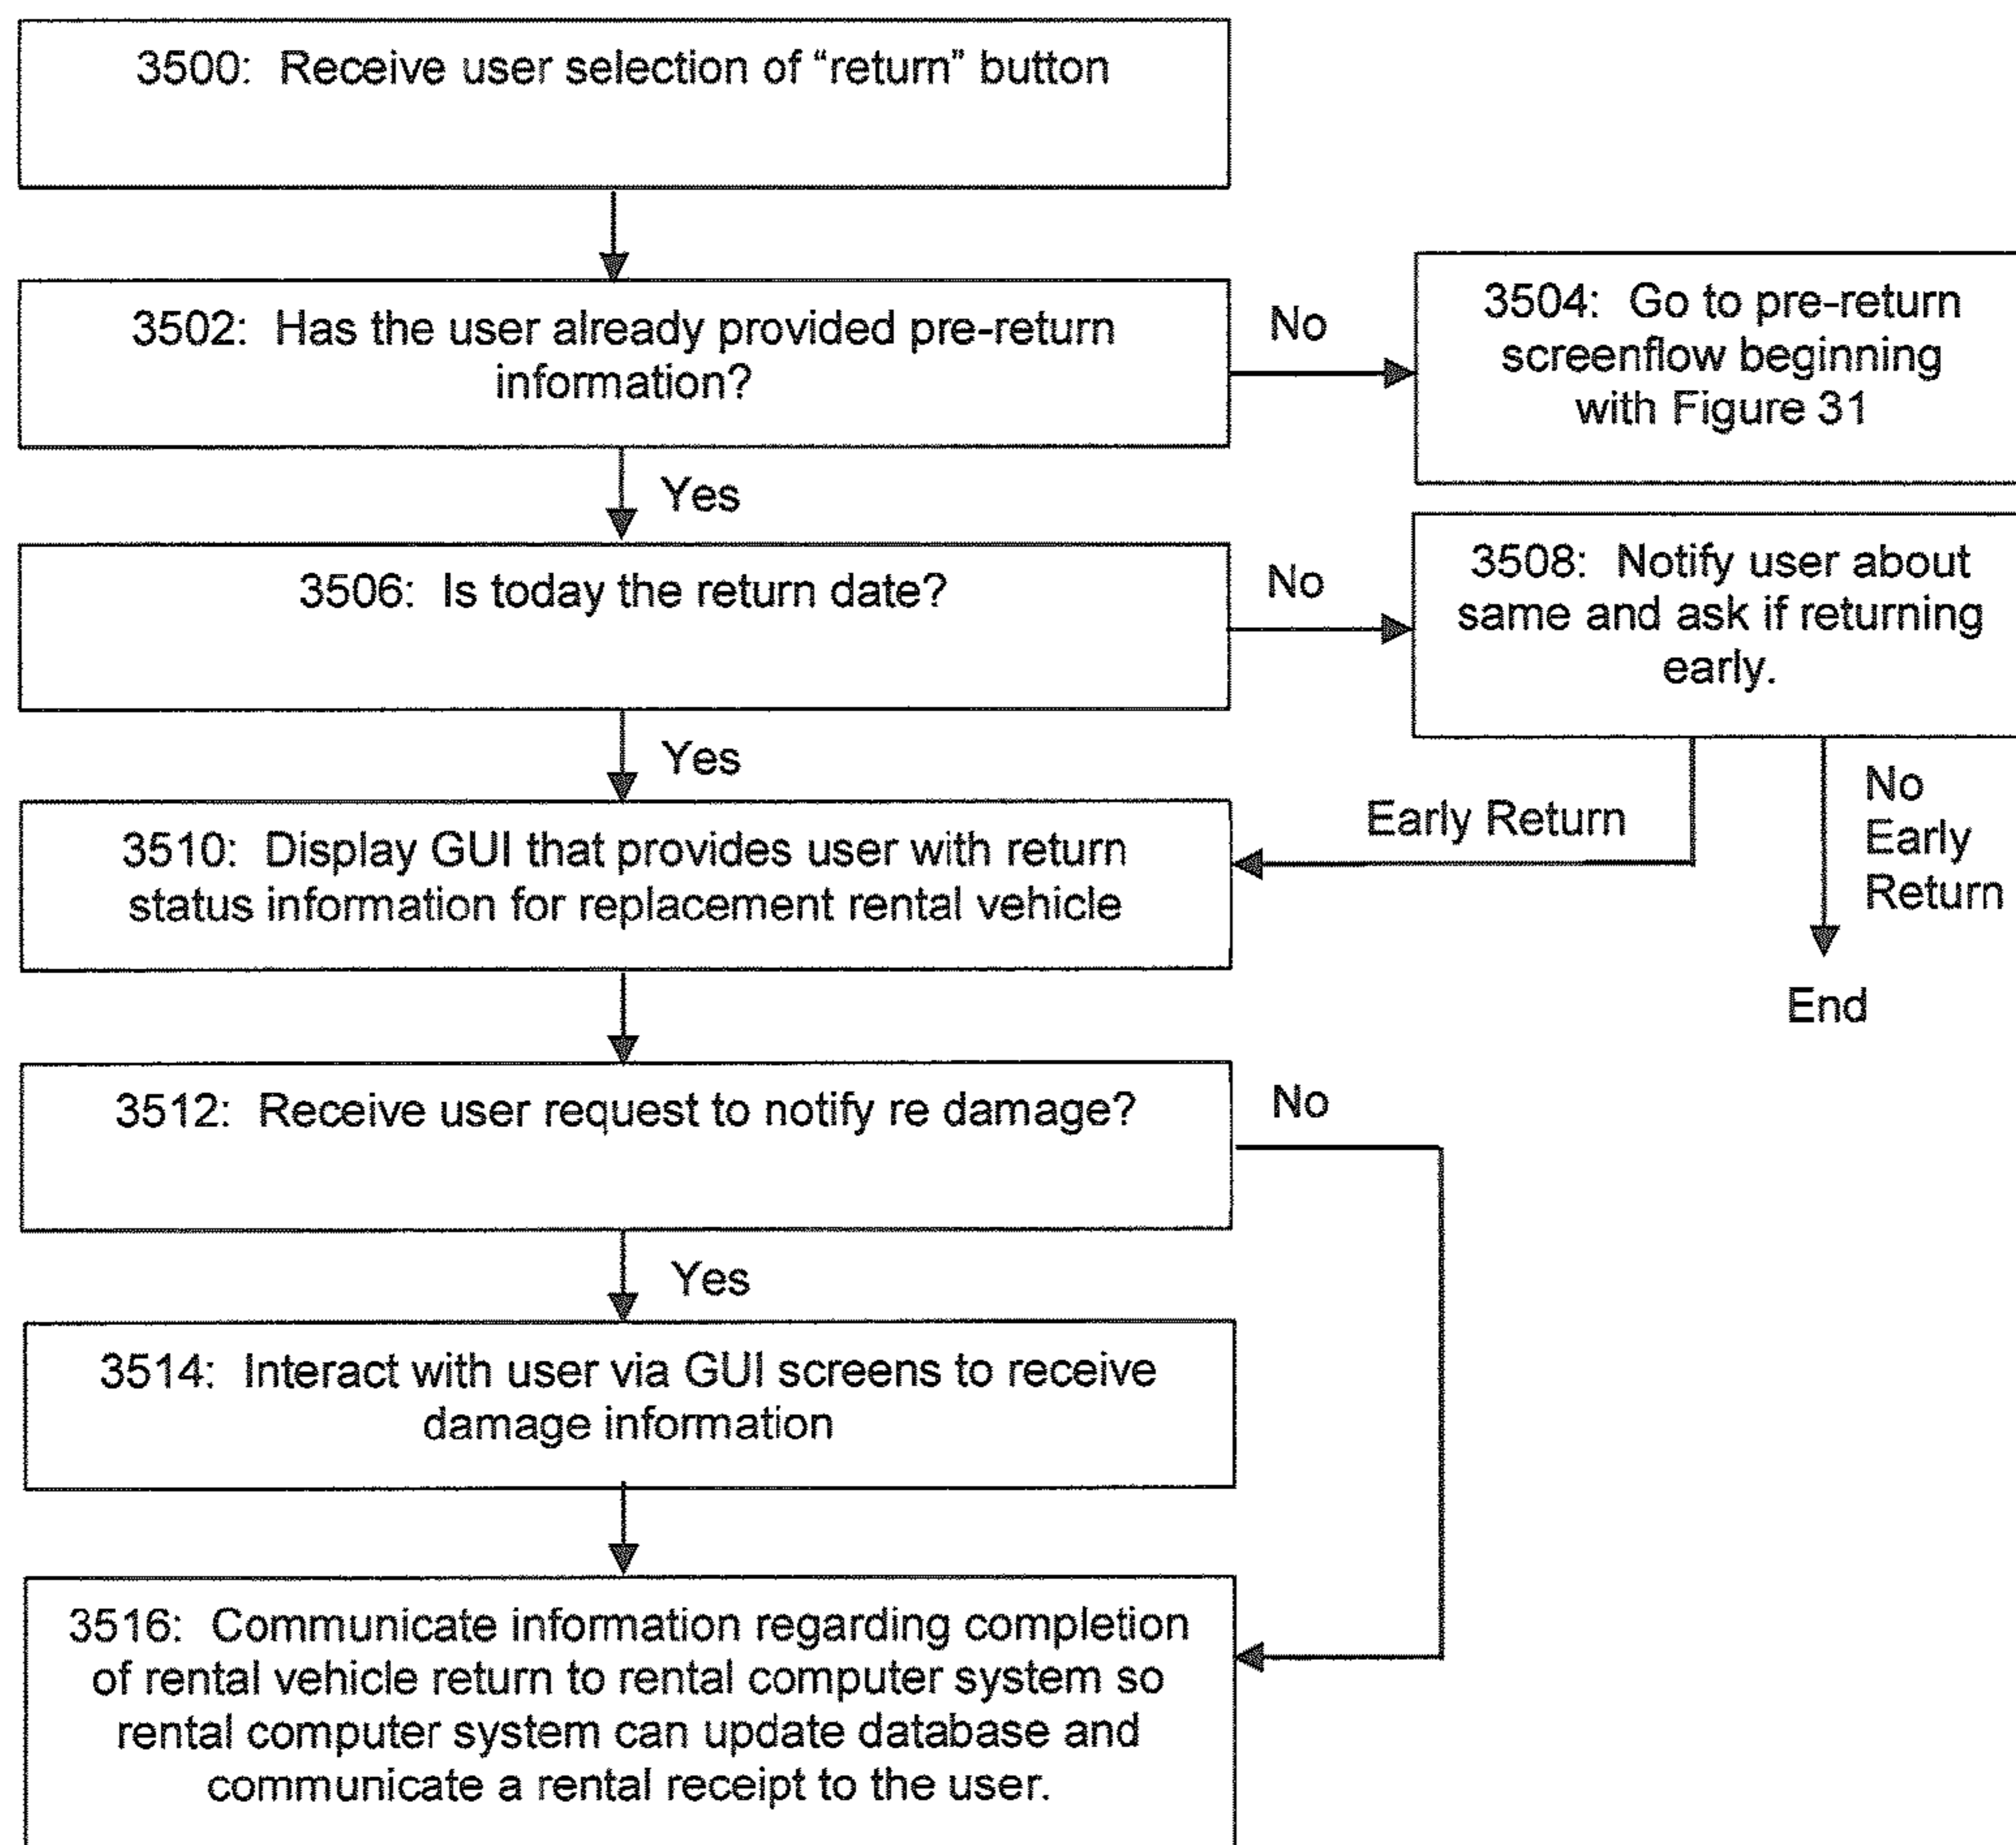 3500: Receive user selection of “return” button
3502: Has the user already provided pre-return
information?
No
3504: Go to pre-return
screenflow beginning
with Figure 31
Yes
3506: Is today the return date?
No
3508: Notify user about
same and ask if returning
early.
Yes
Early Return
No
Early
Return
End
3510: Display GUI that provides user with return
status information for replacement rental vehicle
3512: Receive user request to notify re damage?
No
Yes
3514: Interact with user via GUI screens to receive
damage information
3516: Communicate information regarding completion
of rental vehicle return to rental computer system so
rental computer system can update database and
communicate a rental receipt to the user.